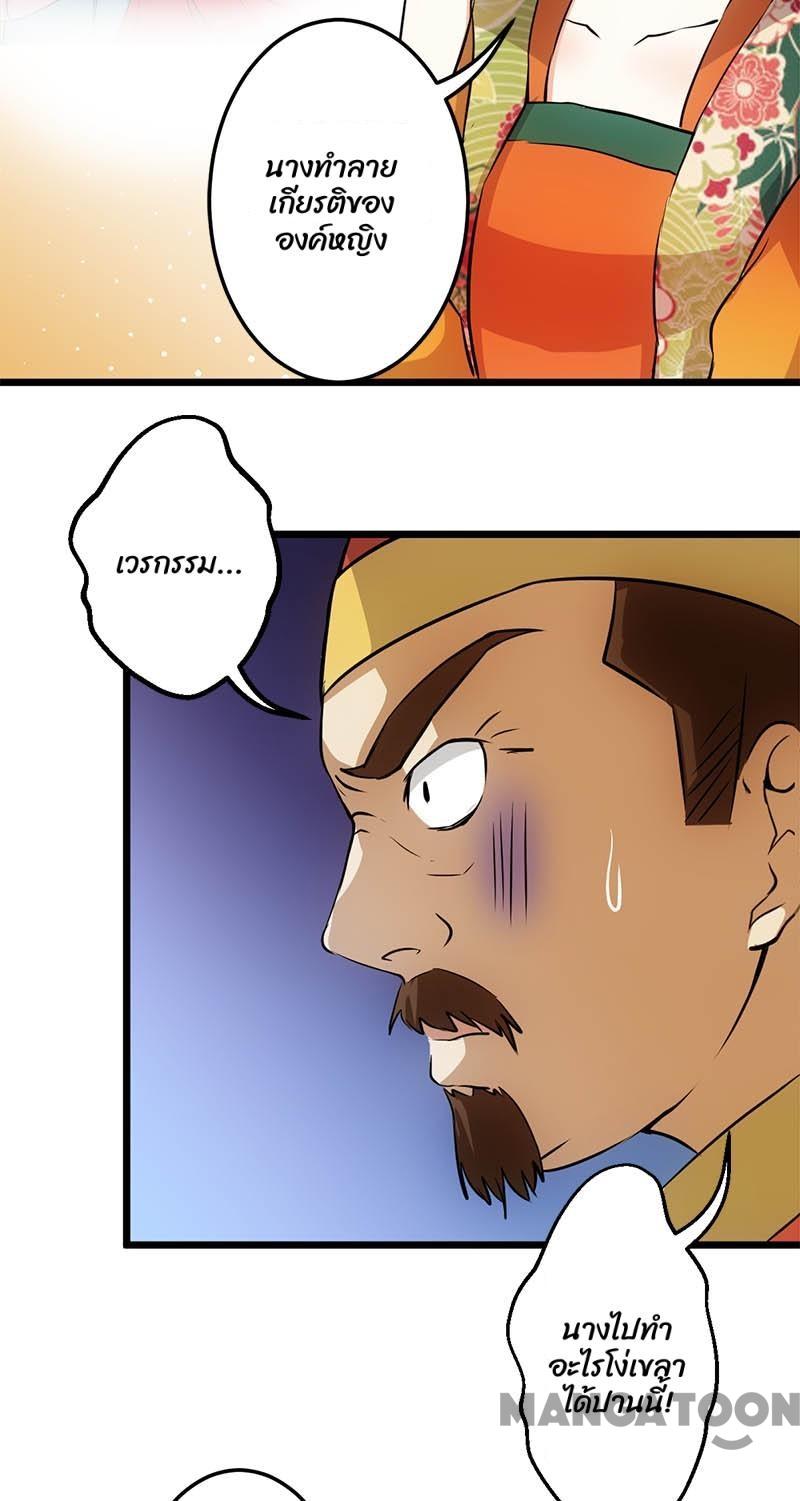 นางทำลาย
เกียรติของ
องค์หญิง
เวรกรรม...
นางไปทำ
อะไรโง่เขลา
ได้ปานนี้!
MANGATOON